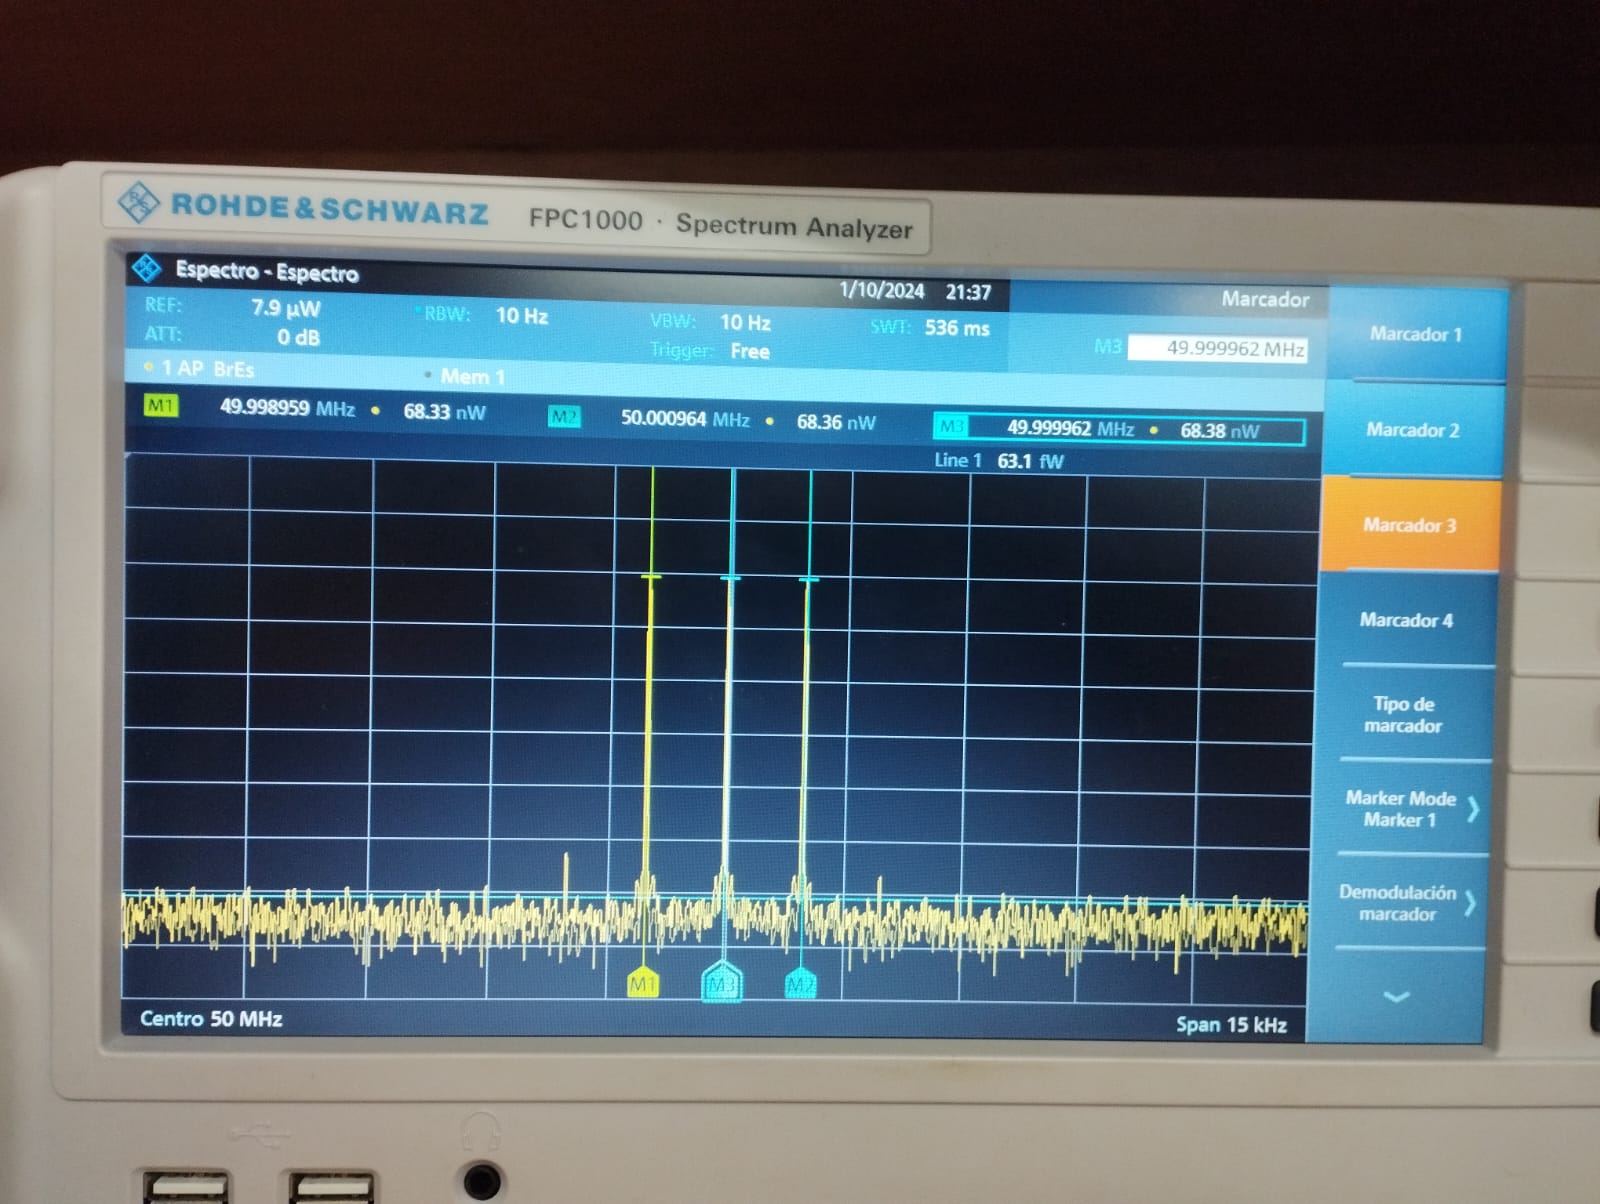 ROHDE&SCHWARZ FPC1000 · Spectrum Analyzer
Espectro - Espectro
1/10/2024 21:37
Marcador
REF: 7.9 µW RBW: 10 Hz VBW: 10 Hz SWT: 536 ms
ATT: 0 dB Trigger: Free
M3 49.999962 MHz
1 AP BrEs Mem 1
M1 49.998959 MHz • 68.33 nW M2 50.000964 MHz • 68.36 nW M3 49.999962 MHz • 68.38 nW
Line 1 63.1 fW
M1 M3 M2
Centro 50 MHz Span 15 kHz
Marcador 1
Marcador 2
Marcador 3
Marcador 4
Tipo de
marcador
Marker Mode
Marker 1
Demodulación
marcador